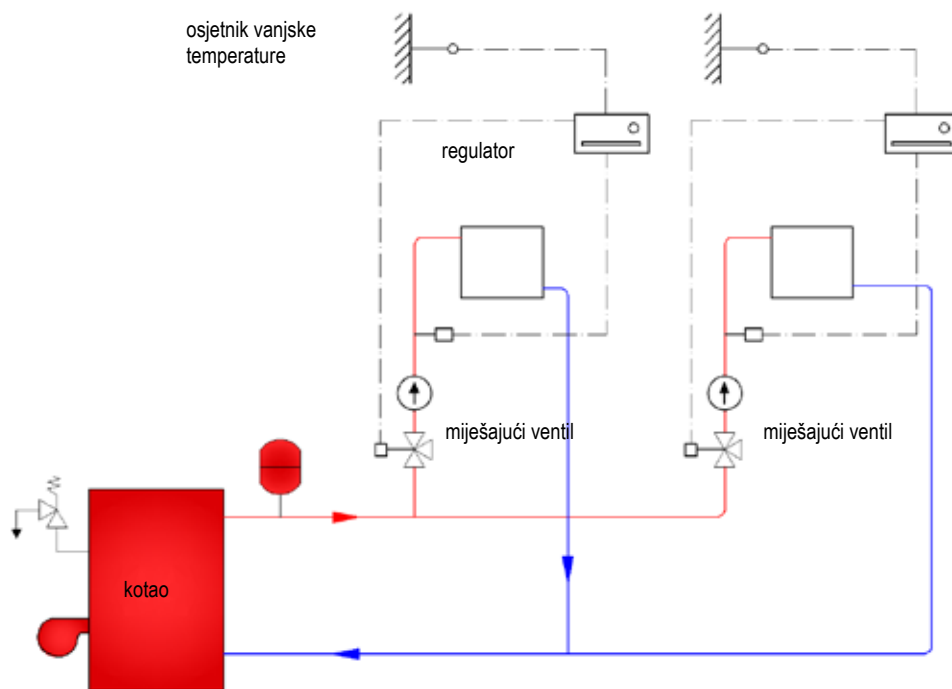 osjetnik vanjske
temperature
regulator
miješajući ventil
miješajući ventil
kotao